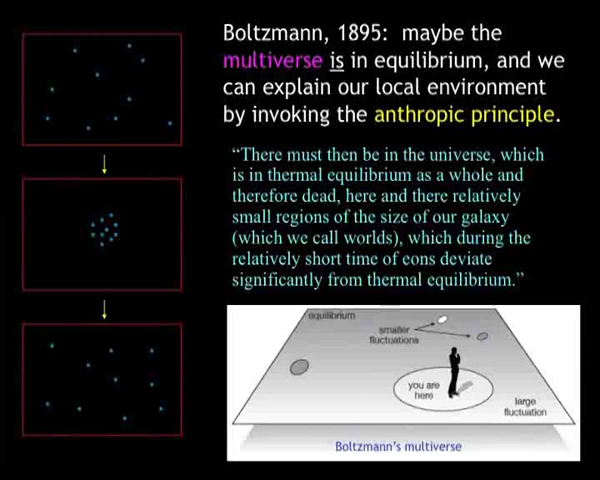 Boltzmann, 1895:  maybe the
multiverse is in equilibrium, and we
can explain our local environment
by invoking the anthropic principle.
“There must then be in the universe, which
is in thermal equilibrium as a whole and
therefore dead, here and there relatively
small regions of the size of our galaxy
(which we call worlds), which during the
relatively short time of eons deviate
significantly from thermal equilibrium.”
equilibrium
smaller
fluctuations
you are
here
large
fluctuation
Boltzmann’s multiverse